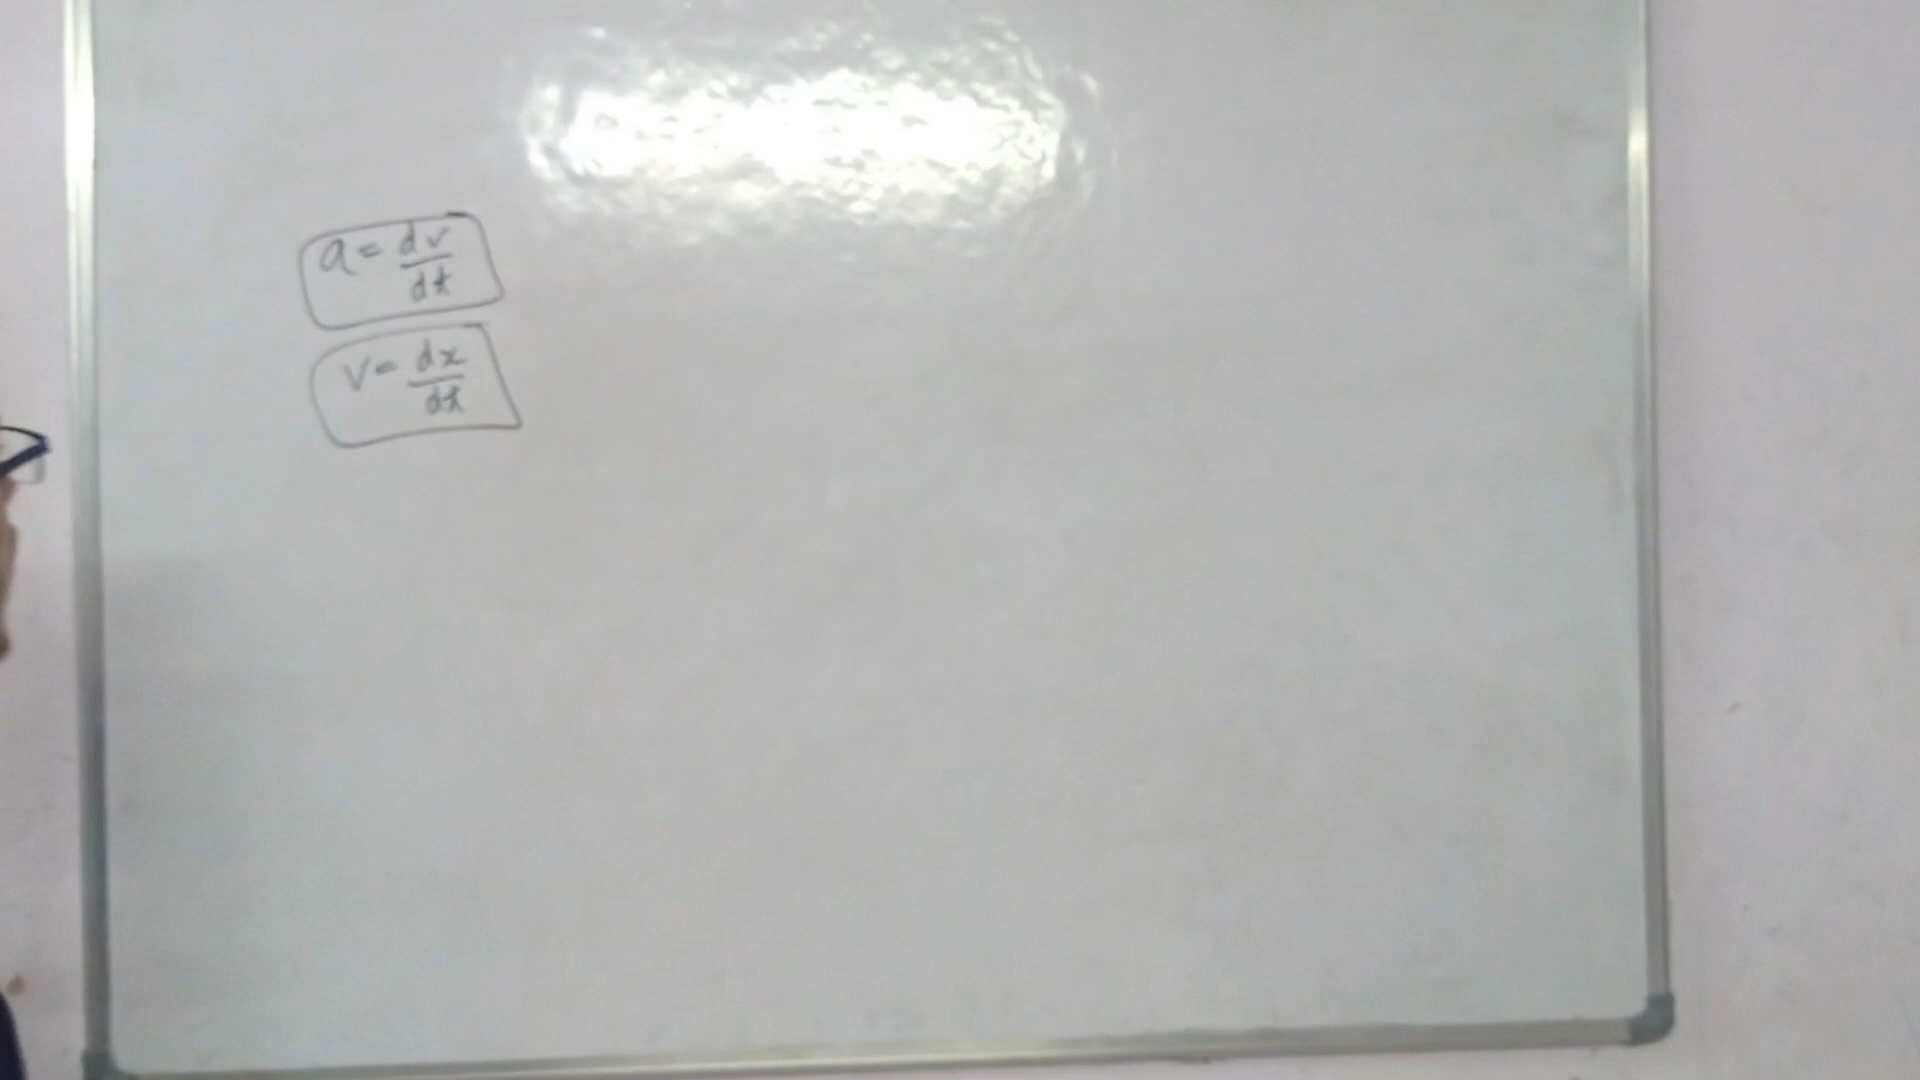 a = dv/dt
v = dx/dt